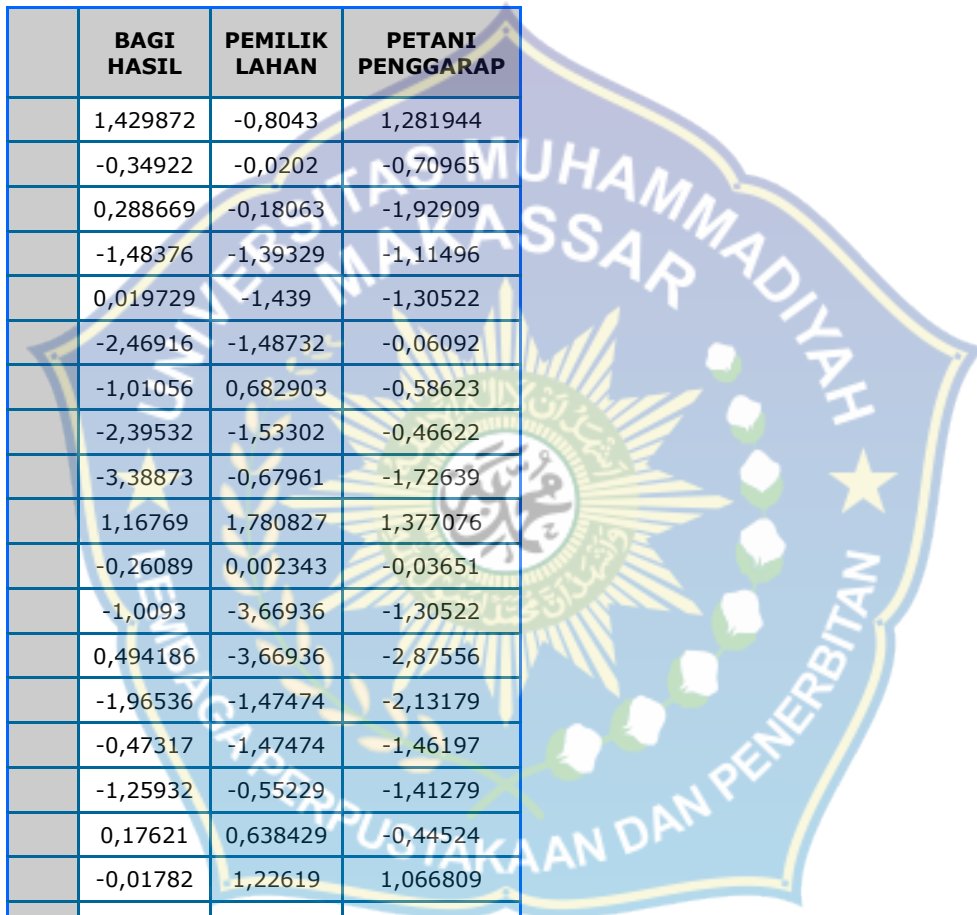 BAGI HASIL PEMILIK LAHAN PETANI PENGGARAP
1,429872 -0,8043 1,281944
-0,34922 -0,0202 -0,70965
0,288669 -0,18063 -1,92909
-1,48376 -1,39329 -1,11496
0,019729 -1,439 -1,30522
-2,46916 -1,48732 -0,06092
-1,01056 0,682903 -0,58623
-2,39532 -1,53302 -0,46622
-3,38873 -0,67961 -1,72639
1,16769 1,780827 1,377076
-0,26089 0,002343 -0,03651
-1,0093 -3,66936 -1,30522
0,494186 -3,66936 -2,87556
-1,96536 -1,47474 -2,13179
-0,47317 -1,47474 -1,46197
-1,25932 -0,55229 -1,41279
0,17621 0,638429 -0,44524
-0,01782 1,22619 1,066809
UNIVERSITAS MUHAMMADIYAH
MAKASSAR
LEMBAGA PERPUSTAKAAN DAN PENERBITAN